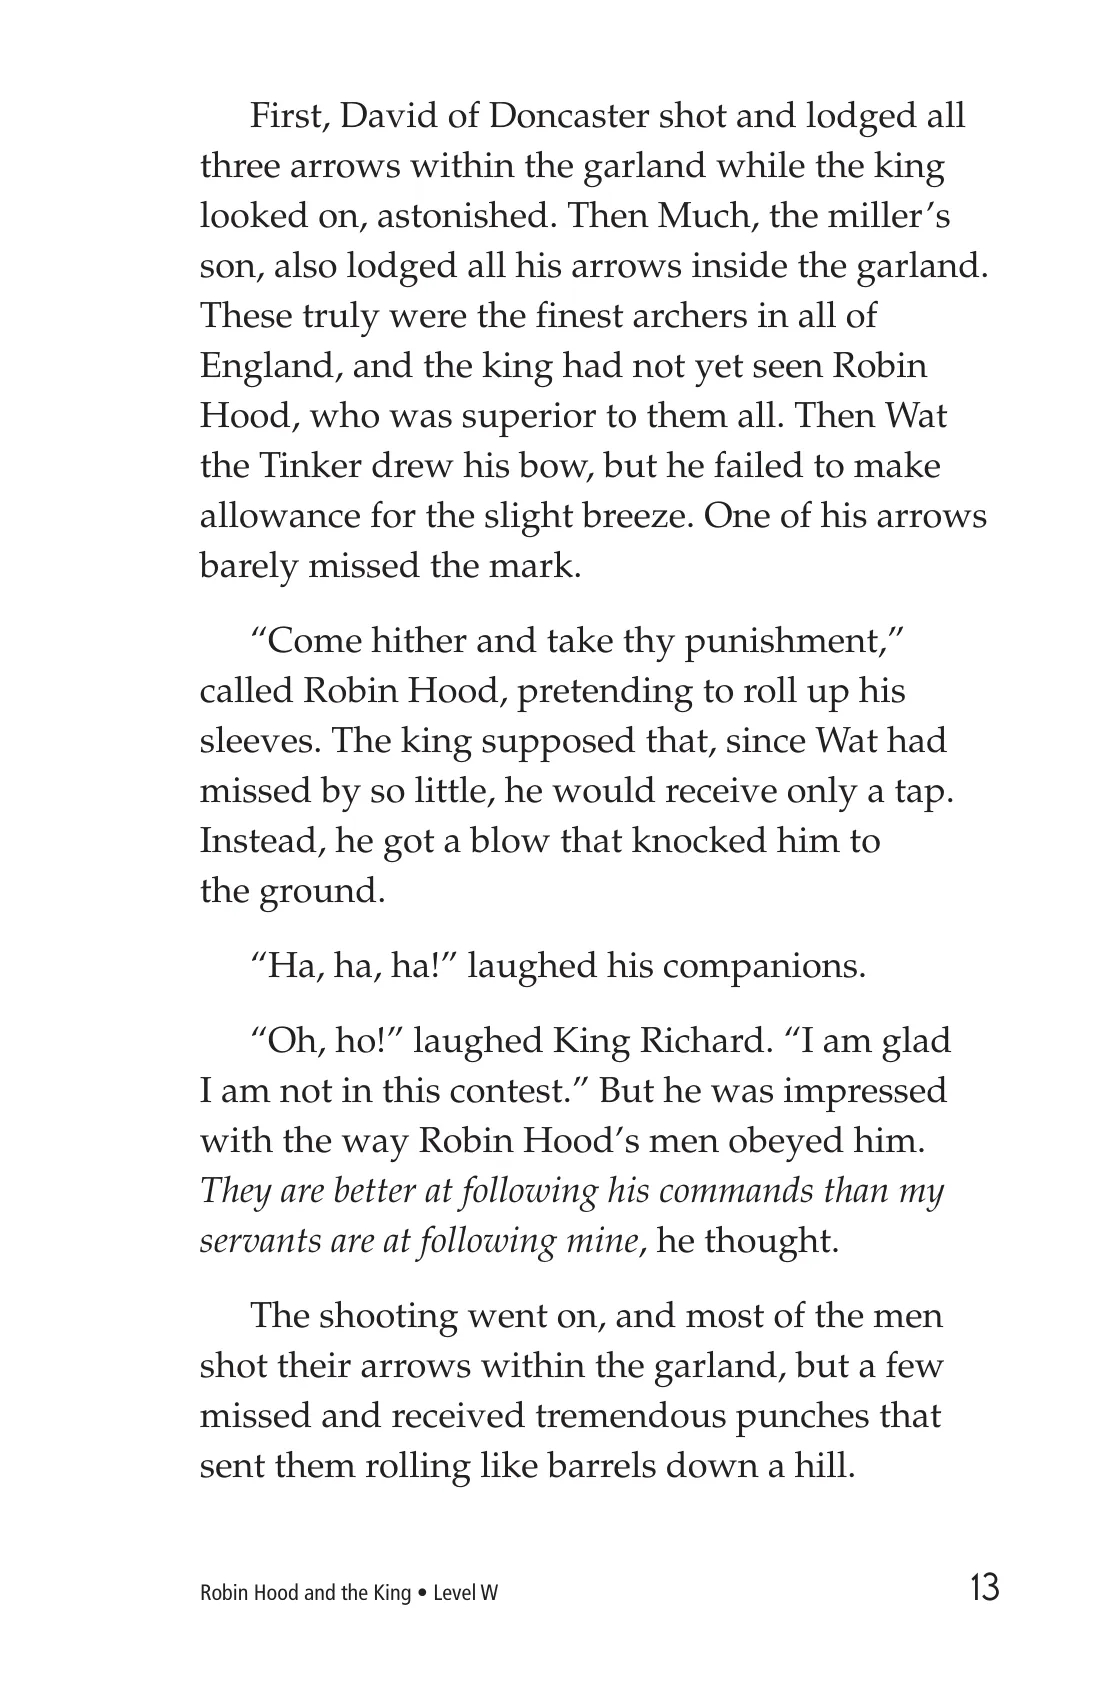 First, David of Doncaster shot and lodged all
three arrows within the garland while the king
looked on, astonished. Then Much, the miller’s
son, also lodged all his arrows inside the garland.
These truly were the finest archers in all of
England, and the king had not yet seen Robin
Hood, who was superior to them all. Then Wat
the Tinker drew his bow, but he failed to make
allowance for the slight breeze. One of his arrows
barely missed the mark.
“Come hither and take thy punishment,”
called Robin Hood, pretending to roll up his
sleeves. The king supposed that, since Wat had
missed by so little, he would receive only a tap.
Instead, he got a blow that knocked him to
the ground.
“Ha, ha, ha!” laughed his companions.
“Oh, ho!” laughed King Richard. “I am glad
I am not in this contest.” But he was impressed
with the way Robin Hood’s men obeyed him.
They are better at following his commands than my
servants are at following mine, he thought.
The shooting went on, and most of the men
shot their arrows within the garland, but a few
missed and received tremendous punches that
sent them rolling like barrels down a hill.
Robin Hood and the King • Level W
13